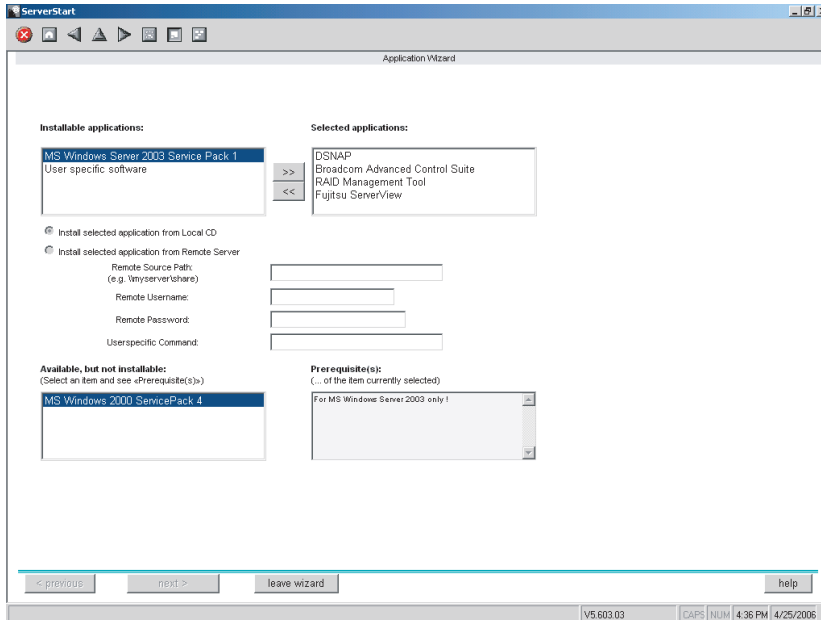 ServerStart
Application Wizard
Installable applications:
Selected applications:
MS Windows Server 2003 Service Pack 1
User specific software
>>
<<
DSNAP
Broadcom Advanced Control Suite
RAID Management Tool
Fujitsu ServerView
Install selected application from Local CD
Install selected application from Remote Server
Remote Source Path:
(e.g. \\myserver\share)
Remote Username:
Remote Password:
Userspecific Command:
Available, but not installable:
(Select an item and see «Prerequisite(s)»)
Prerequisite(s):
(... of the item currently selected)
MS Windows 2000 ServicePack 4
For MS Windows Server 2003 only !
< previous
next >
leave wizard
help
V5.603.03
CAPS
NUM
4:36 PM
4/25/2006